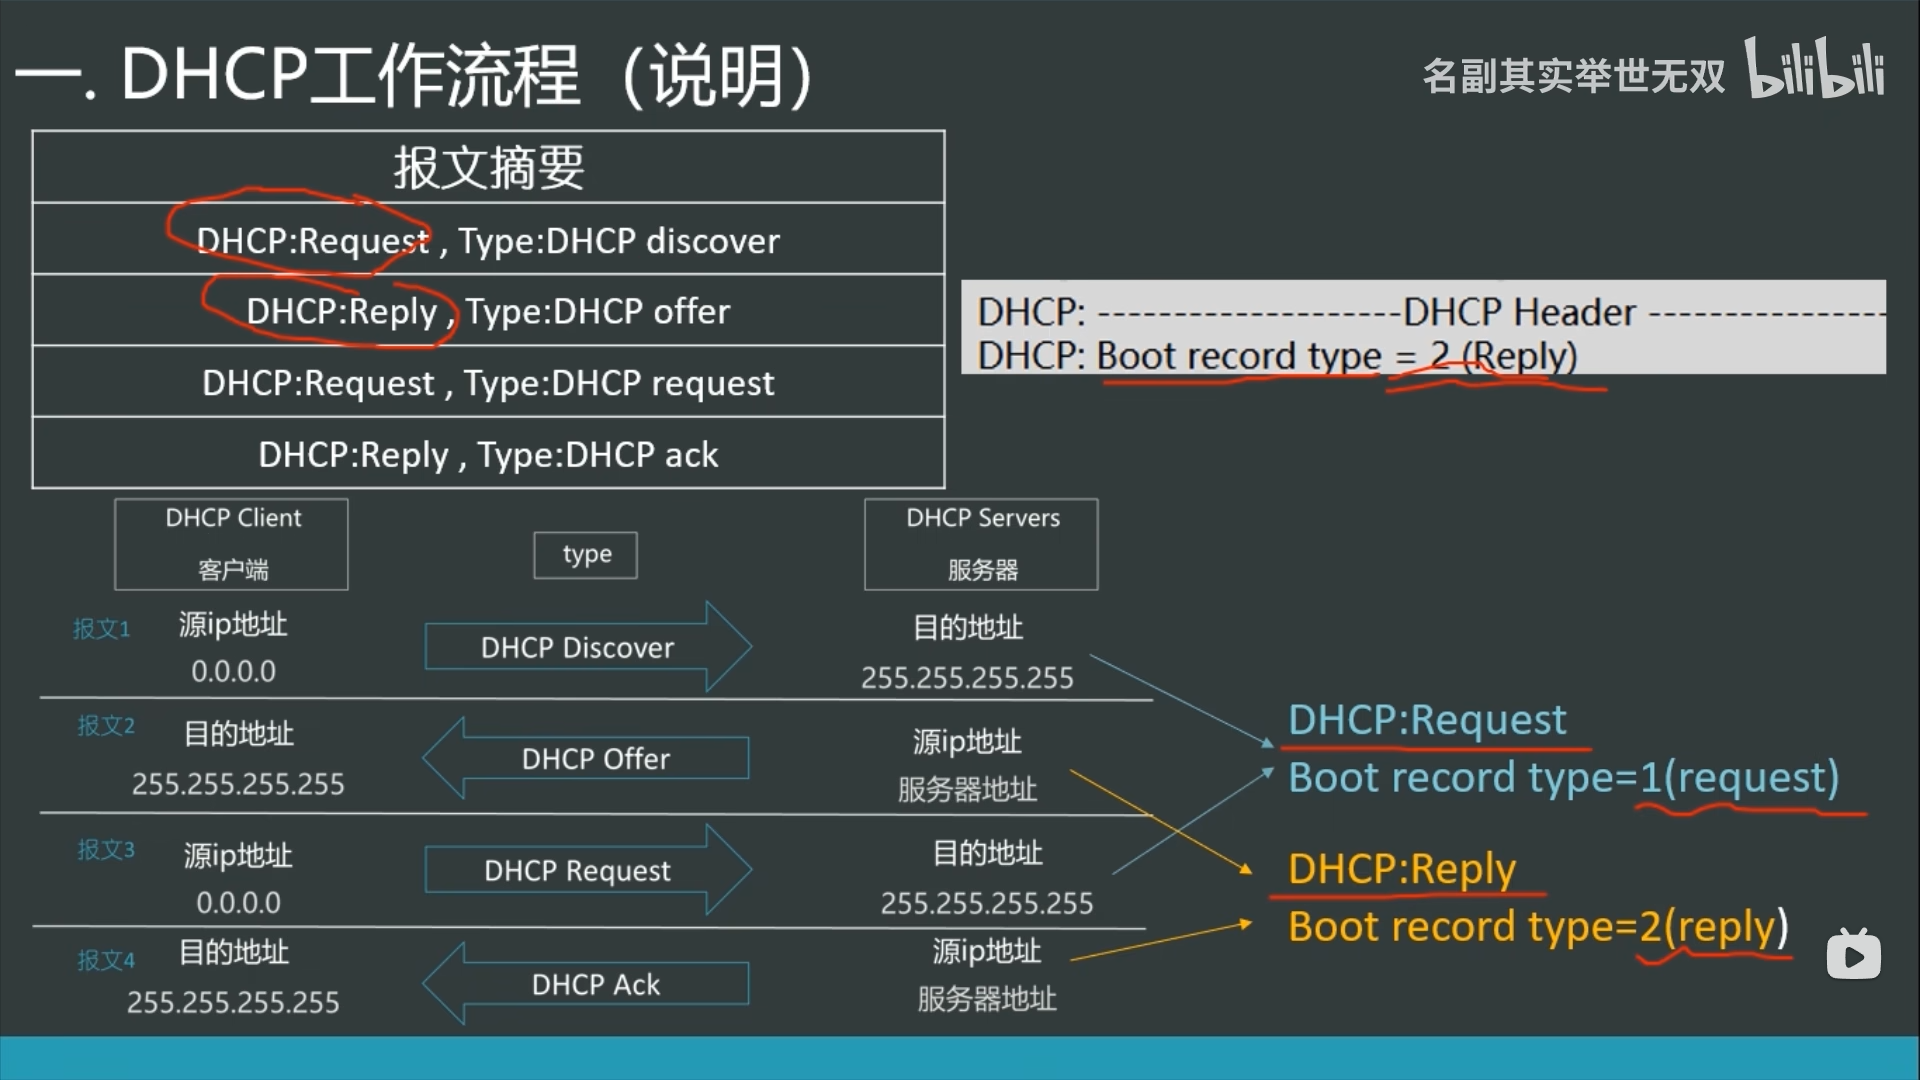 一. DHCP工作流程（说明）
名副其实举世无双 bilibili
报文摘要
DHCP:Request , Type:DHCP discover
DHCP:Reply , Type:DHCP offer
DHCP:Request , Type:DHCP request
DHCP:Reply , Type:DHCP ack
DHCP: --------------------DHCP Header ----------------
DHCP: Boot record type = 2 (Reply)
DHCP Client
客户端
type
DHCP Servers
服务器
报文1
源ip地址
0.0.0.0
DHCP Discover
目的地址
255.255.255.255
报文2
目的地址
255.255.255.255
DHCP Offer
源ip地址
服务器地址
报文3
源ip地址
0.0.0.0
DHCP Request
目的地址
255.255.255.255
报文4
目的地址
255.255.255.255
DHCP Ack
源ip地址
服务器地址
DHCP:Request
Boot record type=1(request)
DHCP:Reply
Boot record type=2(reply)